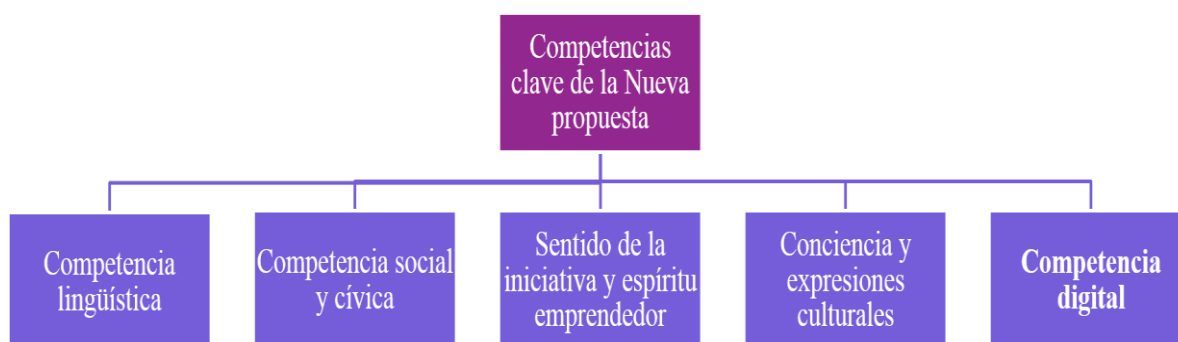 Competencias
clave de la Nueva
propuesta
Competencia
lingüística
Competencia social
y cívica
Sentido de la
iniciativa y espíritu
emprendedor
Conciencia y
expresiones
culturales
Competencia
digital